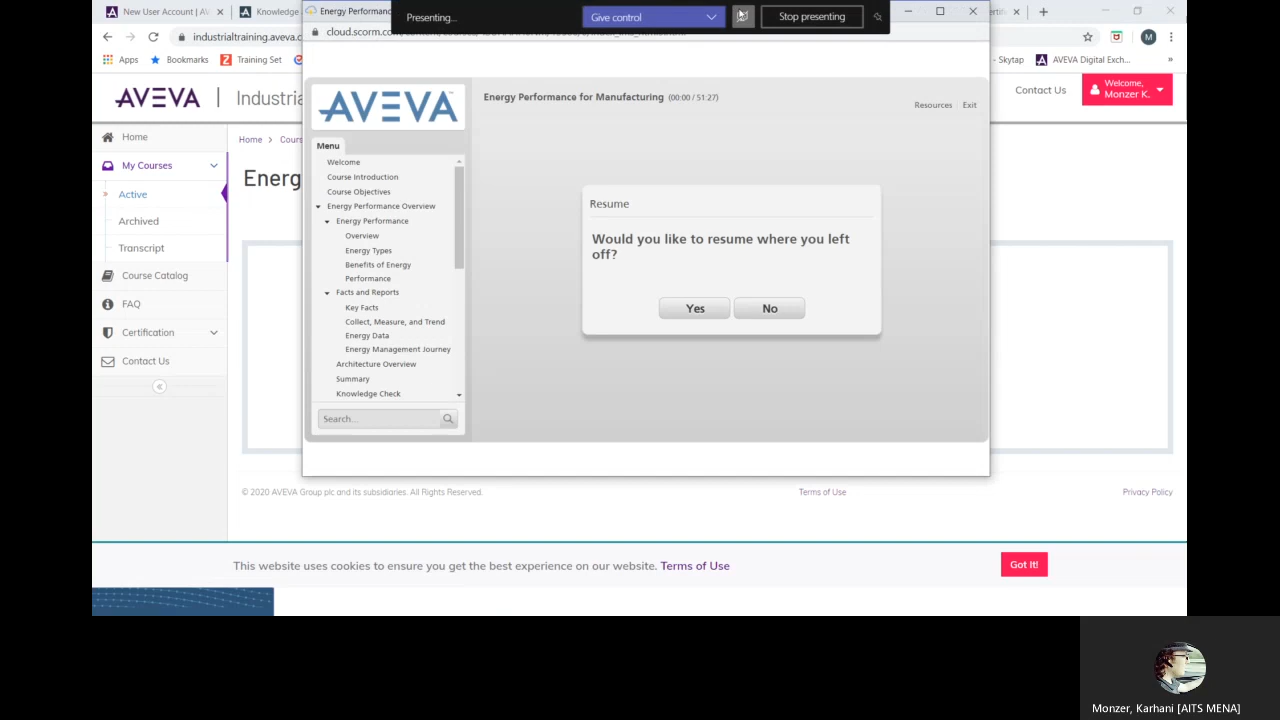 New User Account | Av
Knowledge
Energy Performanc
Presenting...
Give control
Stop presenting
industrialtraining.aveva.c
cloud.scorm.com
M
Apps
Bookmarks
Training Set
- Skytap
AVEVA Digital Exch...
»
AVEVA
Industria
Contact Us
Welcome,
Monzer K.
Home
My Courses
Active
Archived
Transcript
Course Catalog
FAQ
Certification
Contact Us
Home
Cours
Energ
AVEVA
Energy Performance for Manufacturing (00:00 / 51:27)
Resources
Exit
Menu
Welcome
Course Introduction
Course Objectives
Energy Performance Overview
Energy Performance
Overview
Energy Types
Benefits of Energy
Performance
Facts and Reports
Key Facts
Collect, Measure, and Trend
Energy Data
Energy Management Journey
Architecture Overview
Summary
Knowledge Check
Search...
Resume
Would you like to resume where you left
off?
Yes
No
© 2020 AVEVA Group plc and its subsidiaries. All Rights Reserved.
Terms of Use
Privacy Policy
This website uses cookies to ensure you get the best experience on our website. Terms of Use
Got It!
Monzer, Karhani [AITS MENA]